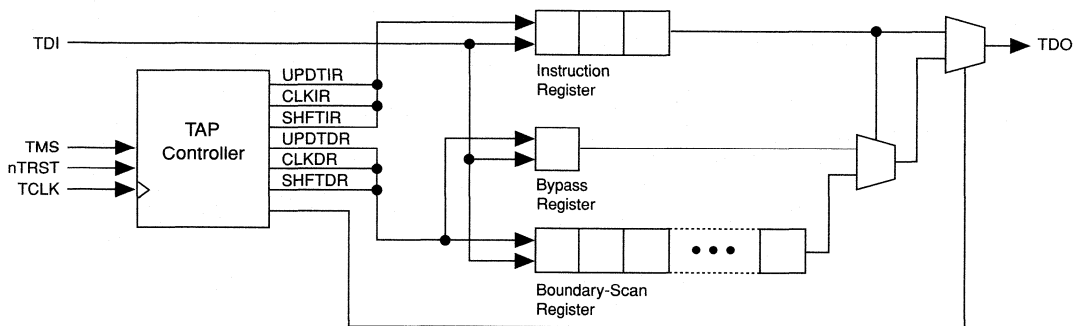 TDI
TDO
Instruction
Register
UPDTIR
CLKIR
SHFTIR
UPDTDR
CLKDR
SHFTDR
TAP
Controller
TMS
nTRST
TCLK
Bypass
Register
Boundary-Scan
Register